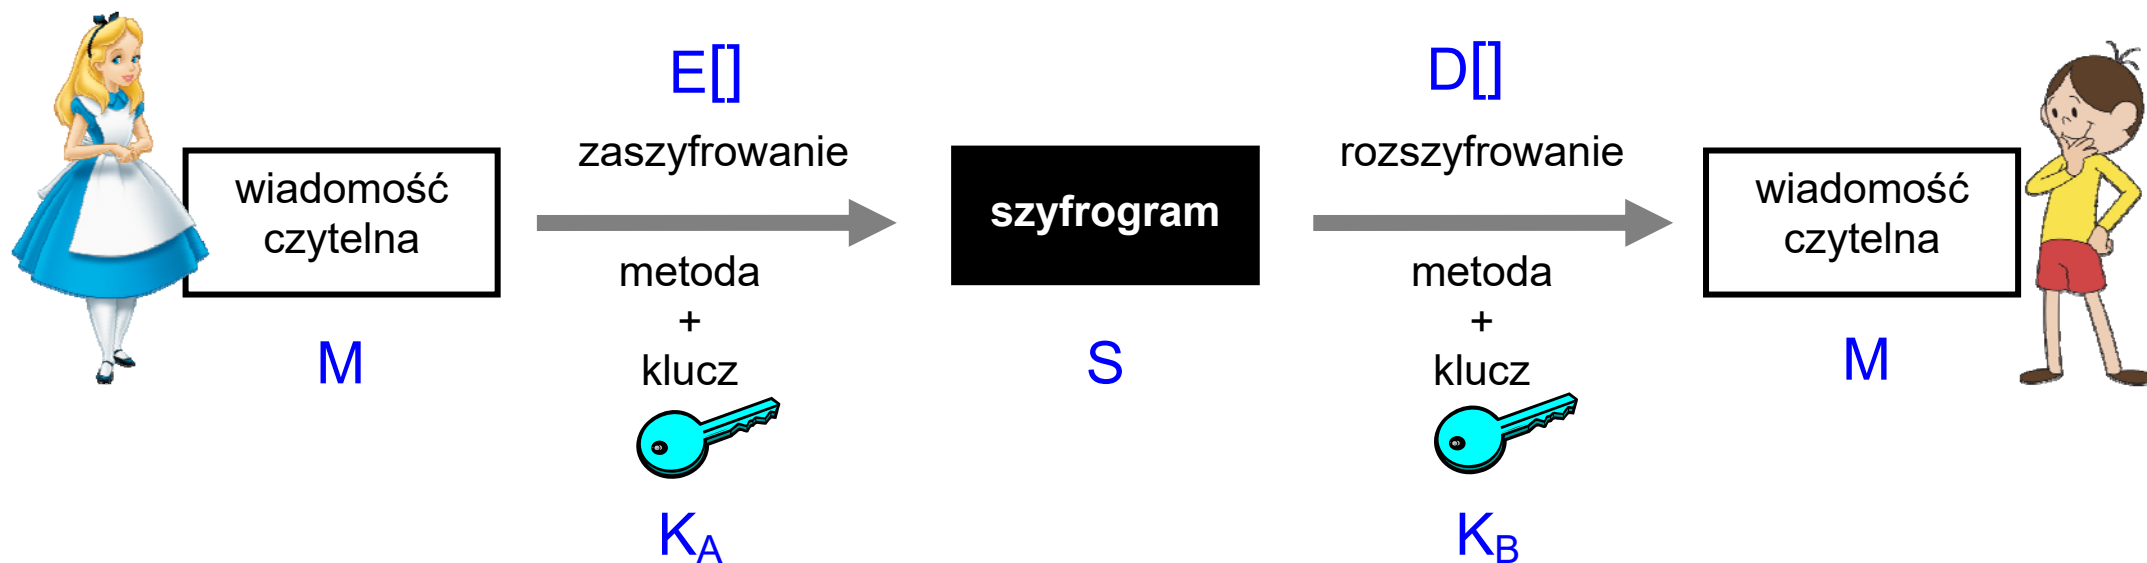 E[]
D[]
zaszyfrowanie
rozszyfrowanie
wiadomość
czytelna
szyfrogram
wiadomość
czytelna
metoda
+
klucz
metoda
+
klucz
M
S
M
KA
KB